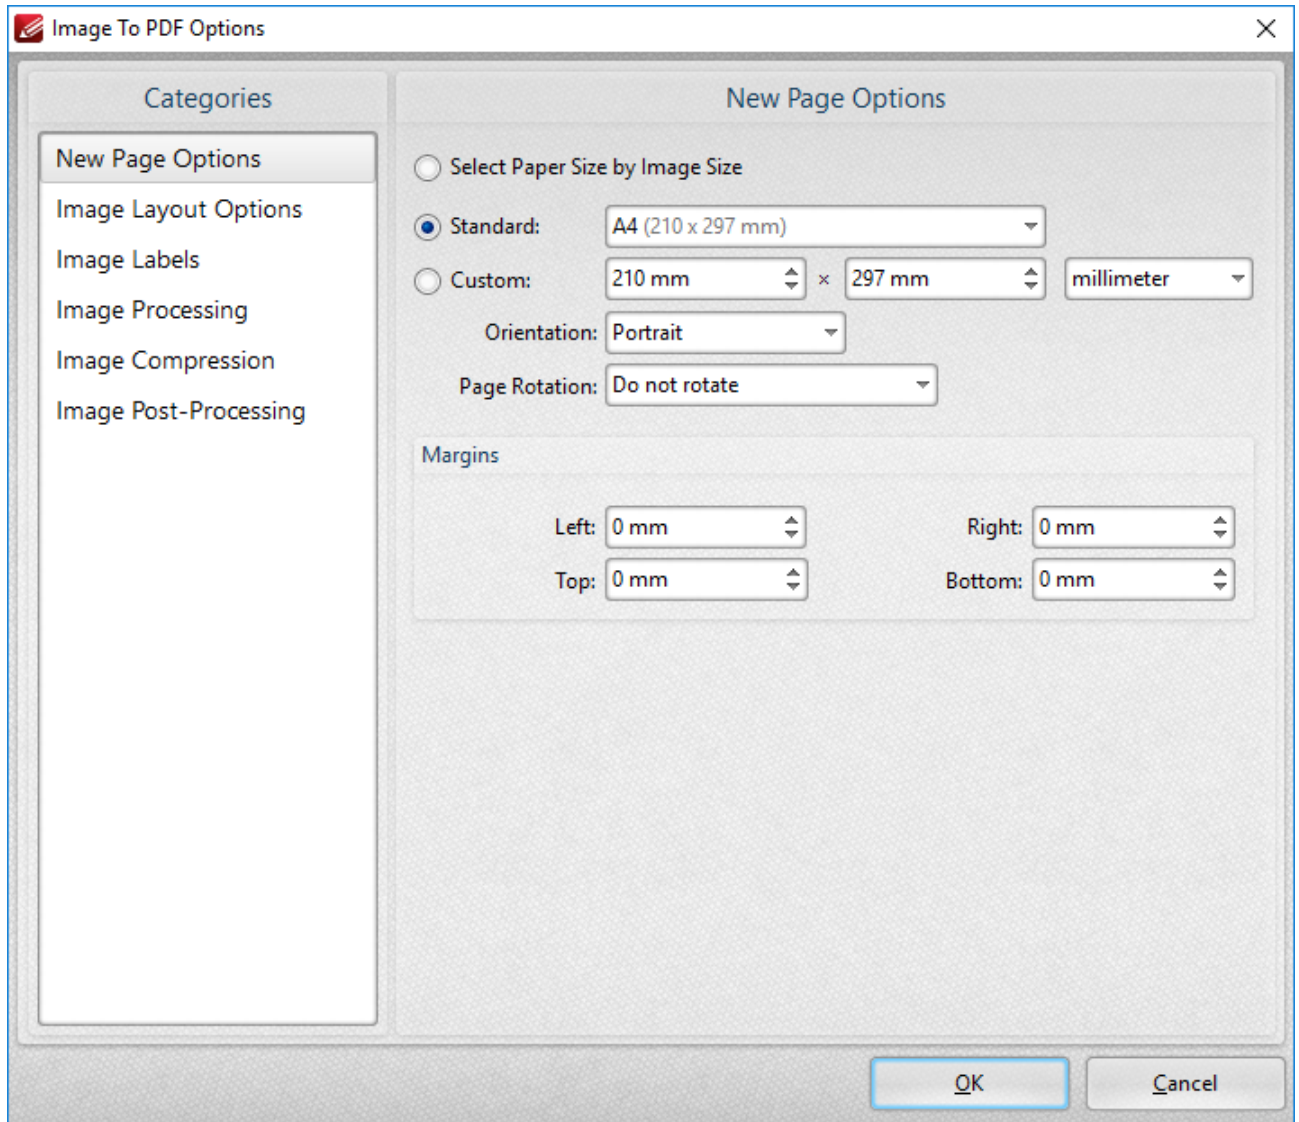 Image To PDF Options
Categories
New Page Options
Image Layout Options
Image Labels
Image Processing
Image Compression
Image Post-Processing
New Page Options
Select Paper Size by Image Size
Standard: A4 (210 x 297 mm)
Custom: 210 mm × 297 mm millimeter
Orientation: Portrait
Page Rotation: Do not rotate
Margins
Left: 0 mm Right: 0 mm
Top: 0 mm Bottom: 0 mm
OK Cancel